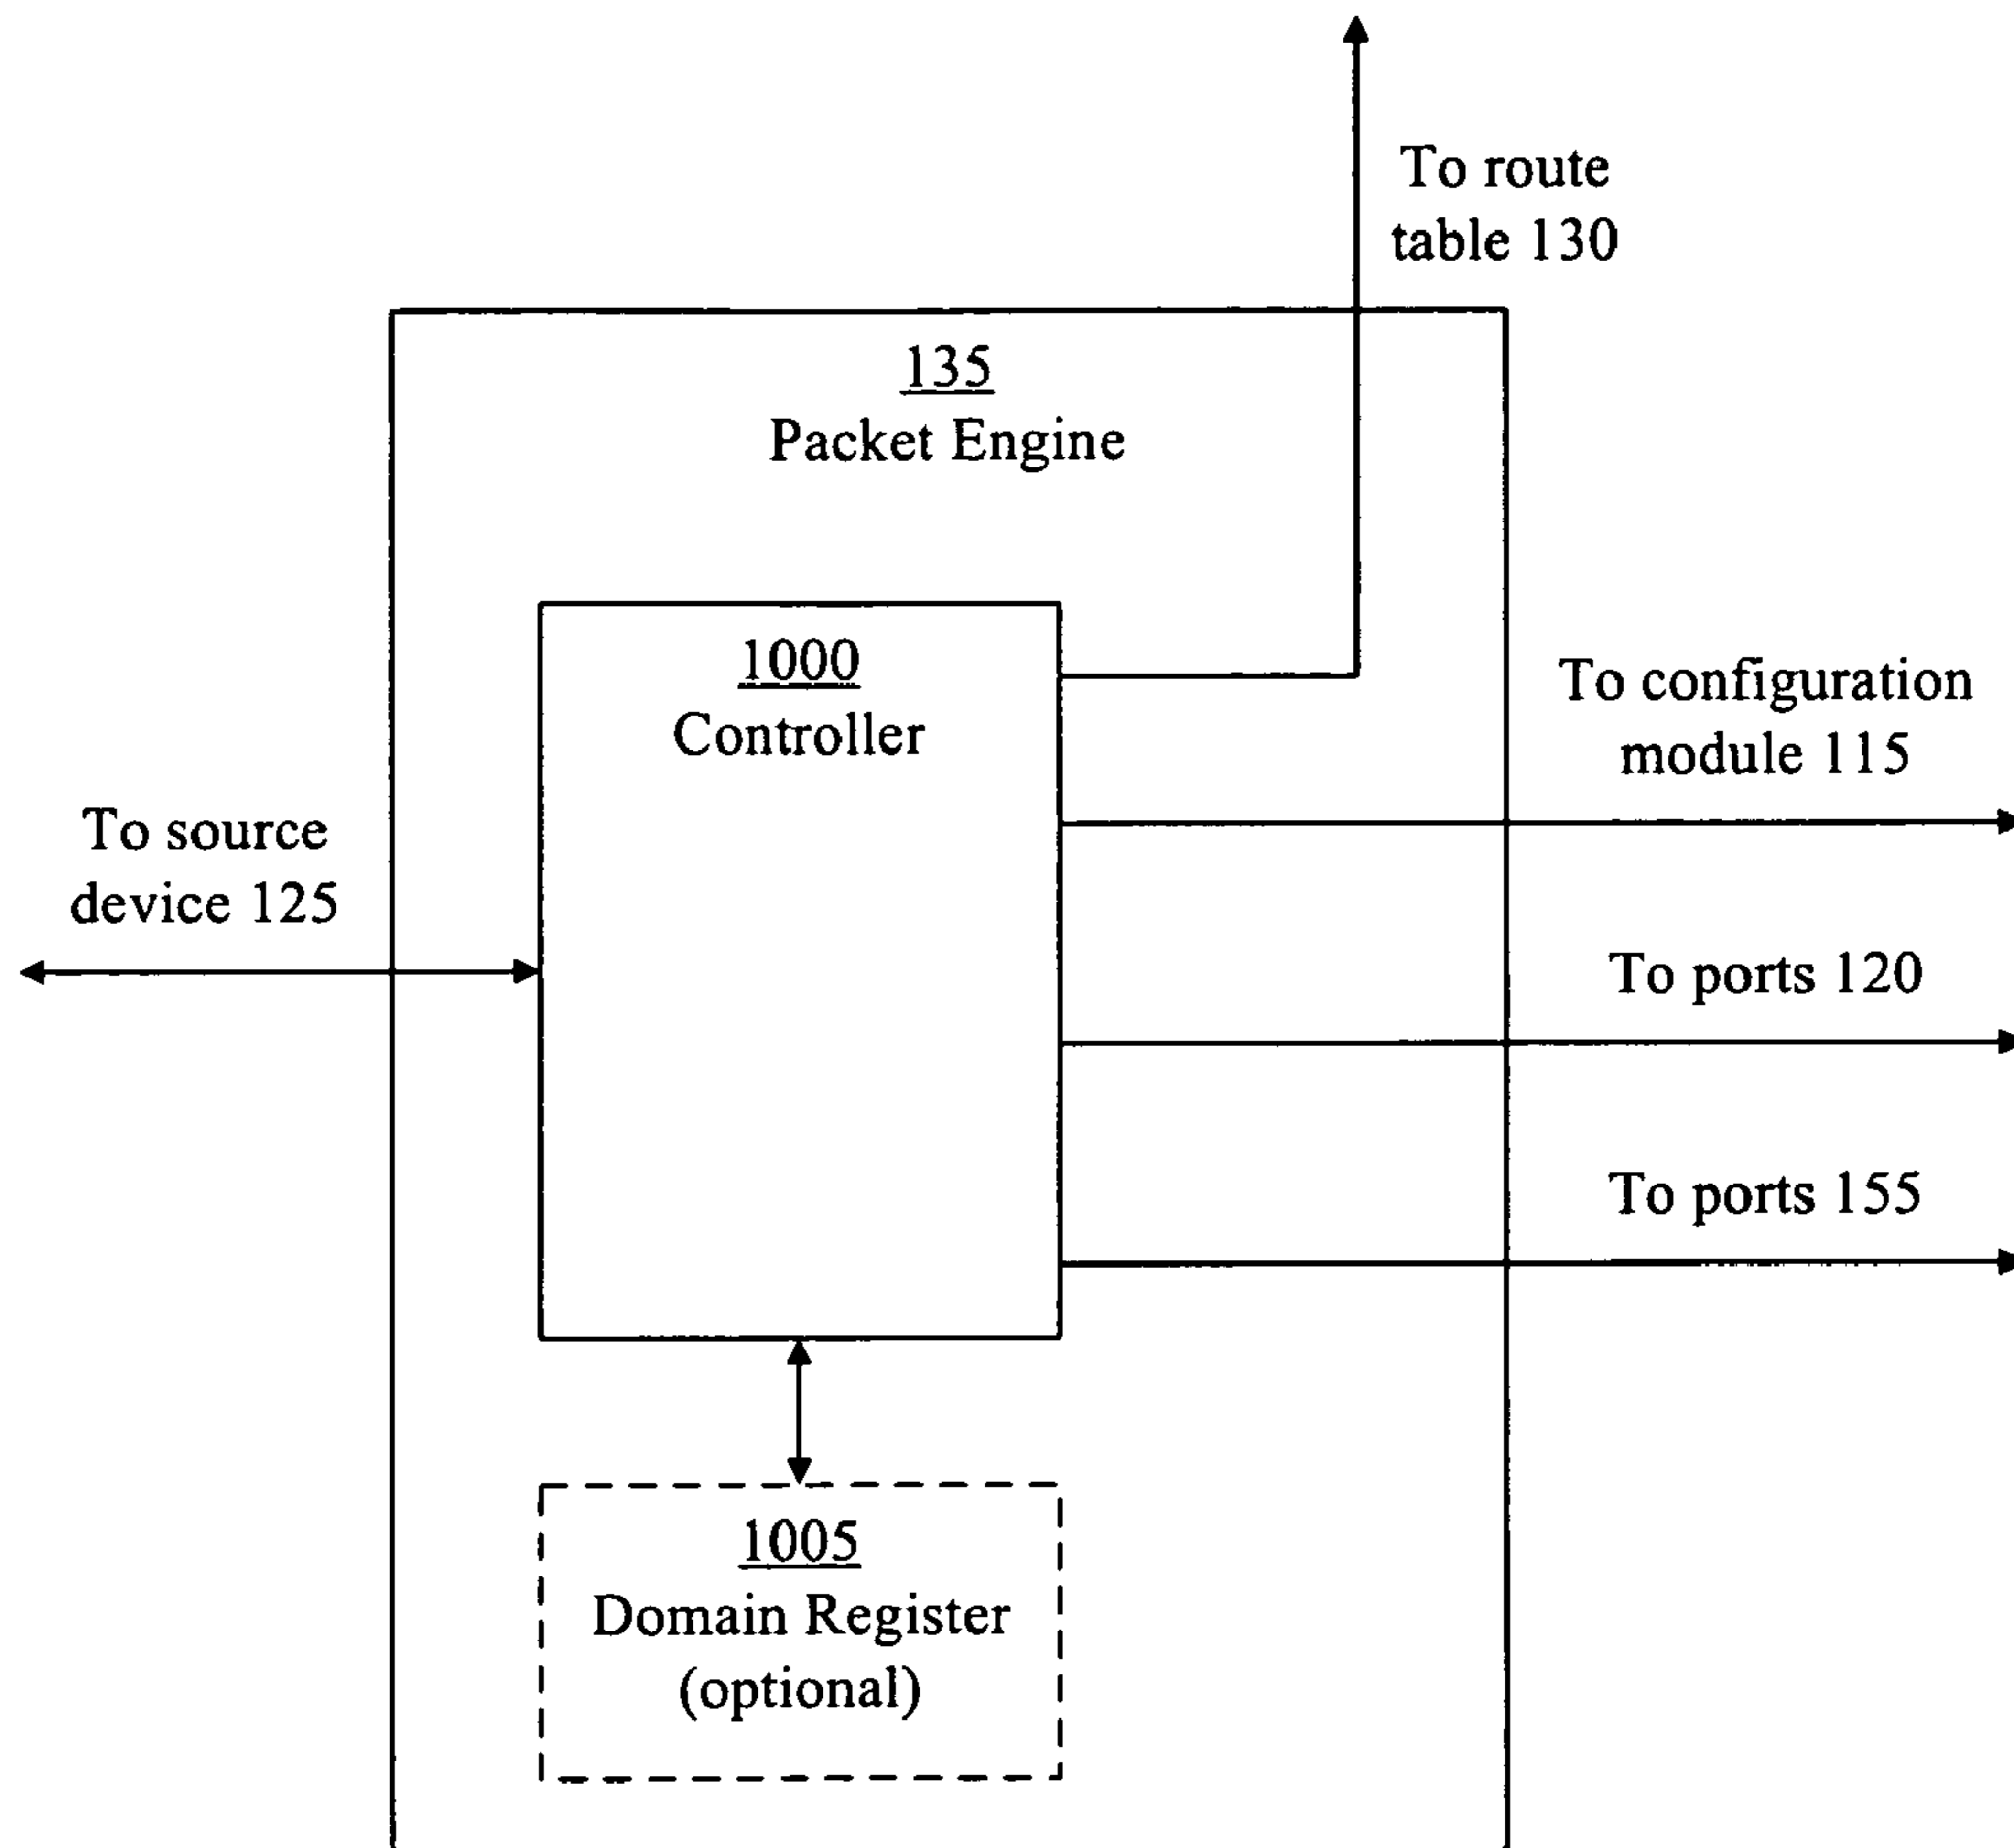 To route
table 130
135
Packet Engine
1000
Controller
To configuration
module 115
To source
device 125
To ports 120
To ports 155
1005
Domain Register
(optional)